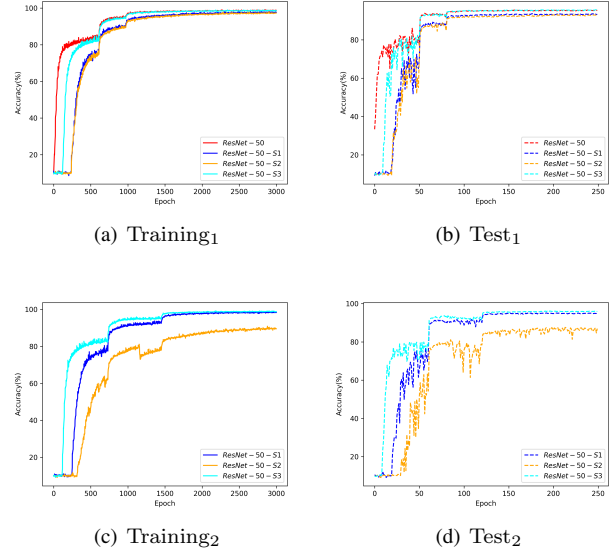 100
80
60
40
20
0 500 1000 1500 2000 2500 3000
Accuracy(%)
Epoch
ResNet − 50
ResNet − 50 − S1
ResNet − 50 − S2
ResNet − 50 − S3
(a) Training₁
100
80
60
40
20
0 50 100 150 200 250
Accuracy(%)
Epoch
ResNet − 50
ResNet − 50 − S1
ResNet − 50 − S2
ResNet − 50 − S3
(b) Test₁
100
80
60
40
20
0 500 1000 1500 2000 2500 3000
Accuracy(%)
Epoch
ResNet − 50 − S1
ResNet − 50 − S2
ResNet − 50 − S3
(c) Training₂
100
80
60
40
20
0 50 100 150 200 250
Accuracy(%)
Epoch
ResNet − 50 − S1
ResNet − 50 − S2
ResNet − 50 − S3
(d) Test₂